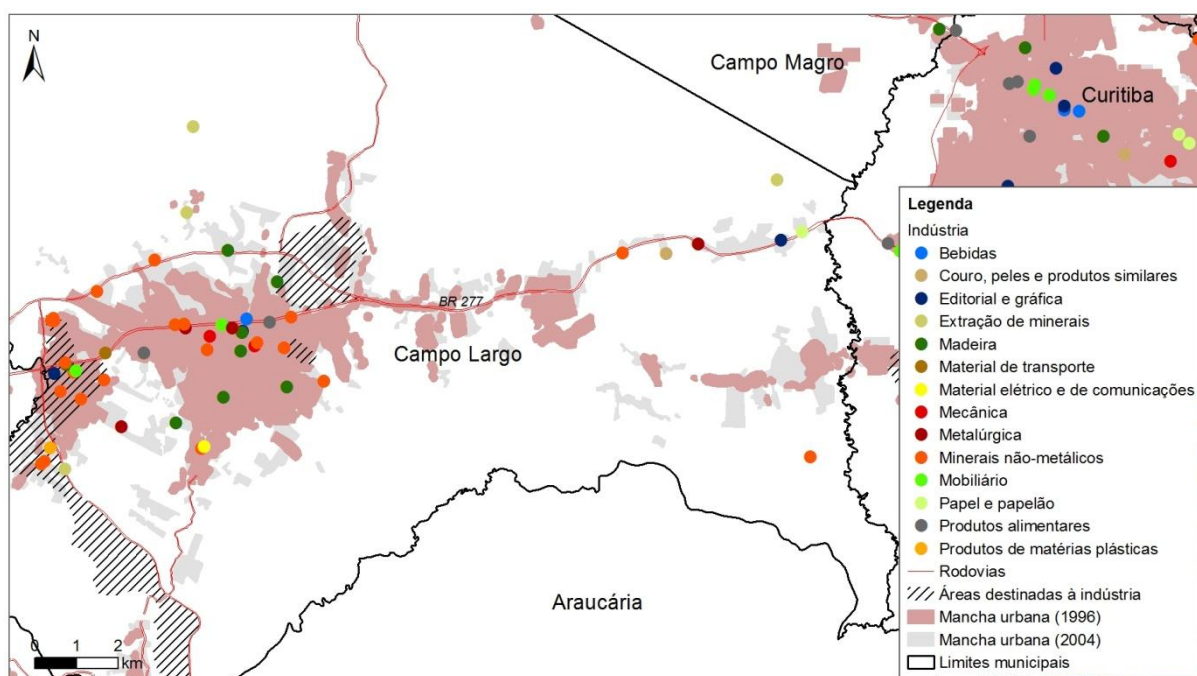 N
Campo Magro
Curitiba
BR 277
Campo Largo
Araucária
0 1 2
km
Legenda
Indústria
Bebidas
Couro, peles e produtos similares
Editorial e gráfica
Extração de minerais
Madeira
Material de transporte
Material elétrico e de comunicações
Mecânica
Metalúrgica
Minerais não-metálicos
Mobiliário
Papel e papelão
Produtos alimentares
Produtos de matérias plásticas
Rodovias
Áreas destinadas à indústria
Mancha urbana (1996)
Mancha urbana (2004)
Limites municipais